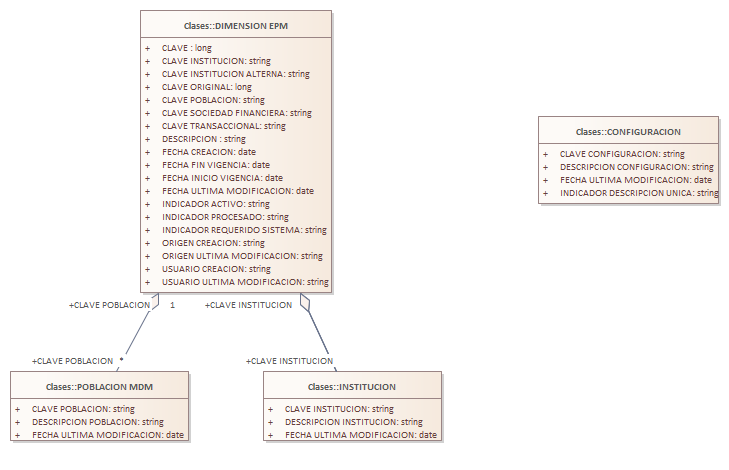 Clases::DIMENSION EPM
+ CLAVE : long
+ CLAVE INSTITUCION: string
+ CLAVE INSTITUCION ALTERNA: string
+ CLAVE ORIGINAL: long
+ CLAVE POBLACION: string
+ CLAVE SOCIEDAD FINANCIERA: string
+ CLAVE TRANSACCIONAL: string
+ DESCRIPCION : string
+ FECHA CREACION: date
+ FECHA FIN VIGENCIA: date
+ FECHA INICIO VIGENCIA: date
+ FECHA ULTIMA MODIFICACION: date
+ INDICADOR ACTIVO: string
+ INDICADOR PROCESADO: string
+ INDICADOR REQUERIDO SISTEMA: string
+ ORIGEN CREACION: string
+ ORIGEN ULTIMA MODIFICACION: string
+ USUARIO CREACION: string
+ USUARIO ULTIMA MODIFICACION: string
Clases::CONFIGURACION
+ CLAVE CONFIGURACION: string
+ DESCRIPCION CONFIGURACION: string
+ FECHA ULTIMA MODIFICACION: date
+ INDICADOR DESCRIPCION UNICA: string
+CLAVE POBLACION 1
+CLAVE INSTITUCION
+CLAVE POBLACION *
+CLAVE INSTITUCION
Clases::POBLACION MDM
+ CLAVE POBLACION: string
+ DESCRIPCION POBLACION: string
+ FECHA ULTIMA MODIFICACION: date
Clases::INSTITUCION
+ CLAVE INSTITUCION: string
+ DESCRIPCION INSTITUCION: string
+ FECHA ULTIMA MODIFICACION: date